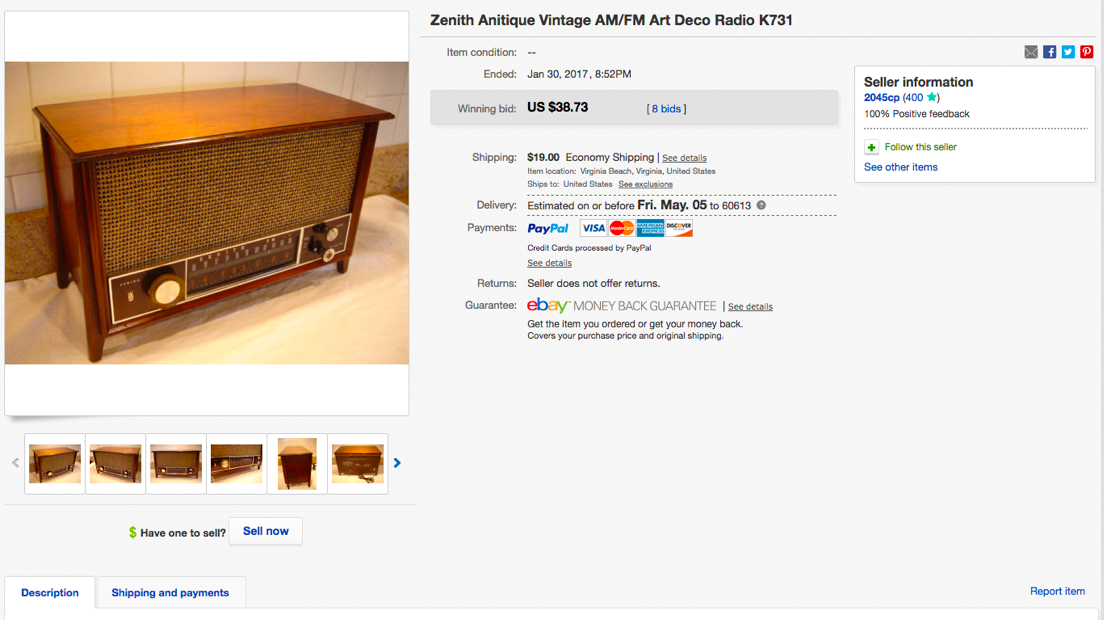 Zenith Anitique Vintage AM/FM Art Deco Radio K731
Item condition: --
Ended: Jan 30, 2017, 8:52PM
Winning bid: US $38.73 [ 8 bids ]
Shipping: $19.00 Economy Shipping | See details
Item location: Virginia Beach, Virginia, United States
Ships to: United States See exclusions
Delivery: Estimated on or before Fri. May. 05 to 60613 ?
Payments: PayPal VISA MasterCard AMERICAN EXPRESS DISCOVER
Credit Cards processed by PayPal
See details
Returns: Seller does not offer returns.
Guarantee: ebay MONEY BACK GUARANTEE | See details
Get the item you ordered or get your money back.
Covers your purchase price and original shipping.
Seller information
2045cp (400 )
100% Positive feedback
Follow this seller
See other items
$ Have one to sell? Sell now
Description
Shipping and payments
Report item